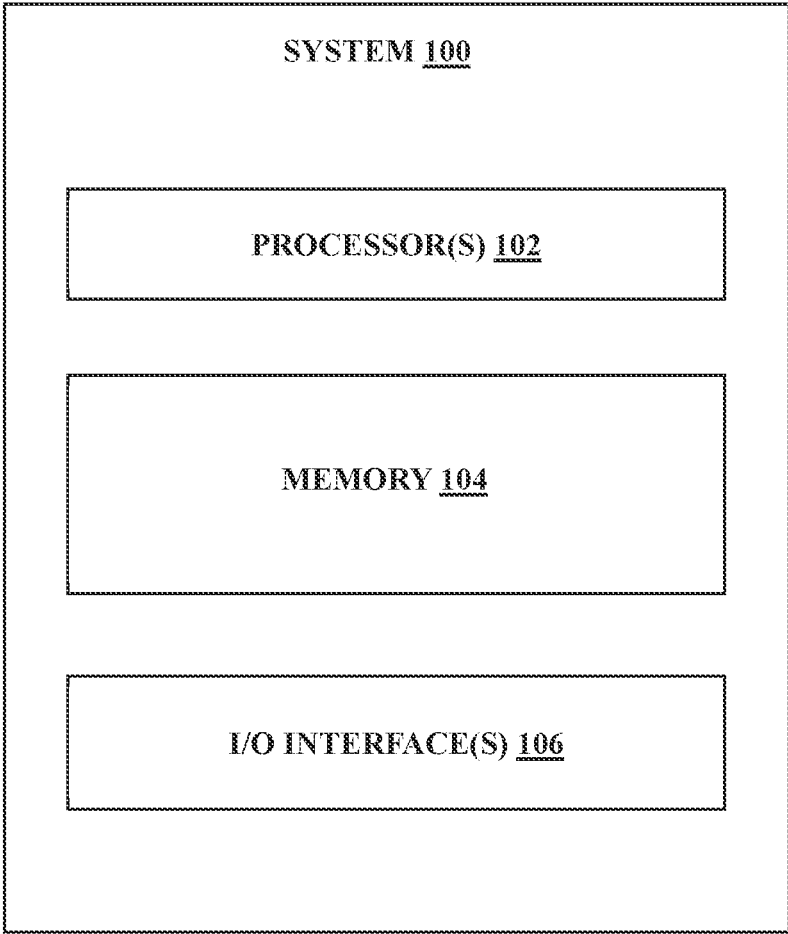 SYSTEM 100
PROCESSOR(S) 102
MEMORY 104
I/O INTERFACE(S) 106